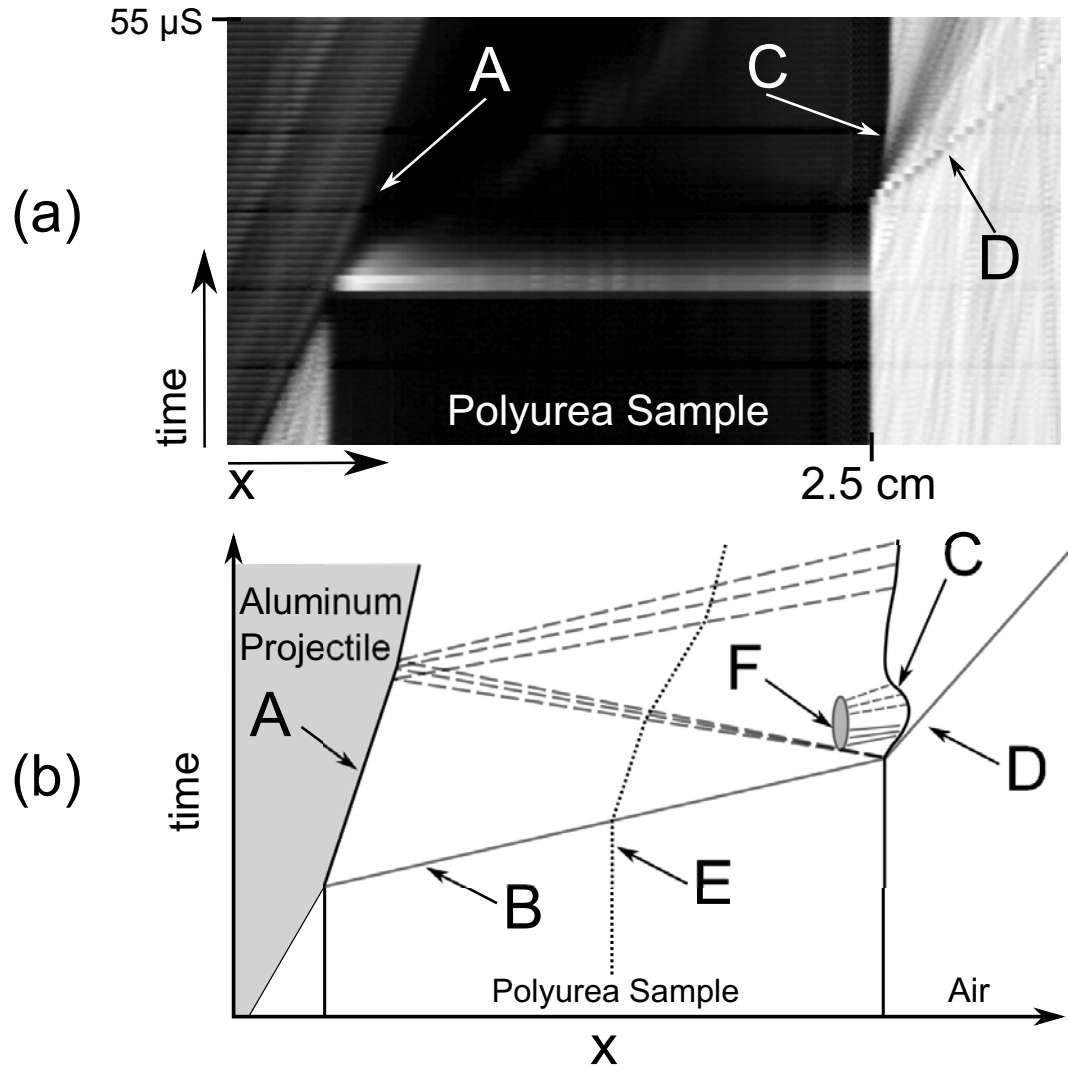 55 µS
A
C
(a)
D
time
Polyurea Sample
x
2.5 cm
Aluminum
Projectile
C
F
A
D
(b)
time
E
B
Polyurea Sample
Air
x